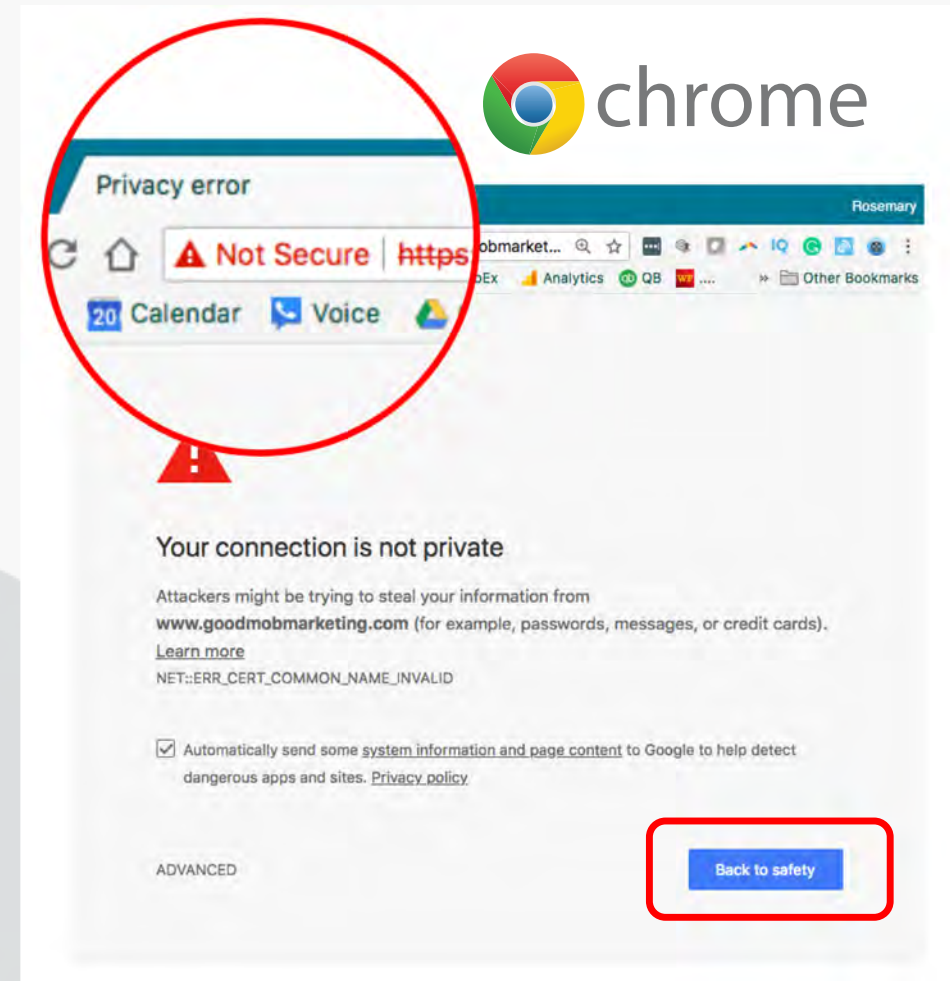 chrome
Privacy error
Rosemary
Not Secure https
obmarket...
IQ
20 Calendar Voice
pEx Analytics QB WF .... » Other Bookmarks
Your connection is not private
Attackers might be trying to steal your information from
www.goodmobmarketing.com (for example, passwords, messages, or credit cards).
Learn more
NET::ERR_CERT_COMMON_NAME_INVALID
Automatically send some system information and page content to Google to help detect
dangerous apps and sites. Privacy policy
ADVANCED
Back to safety